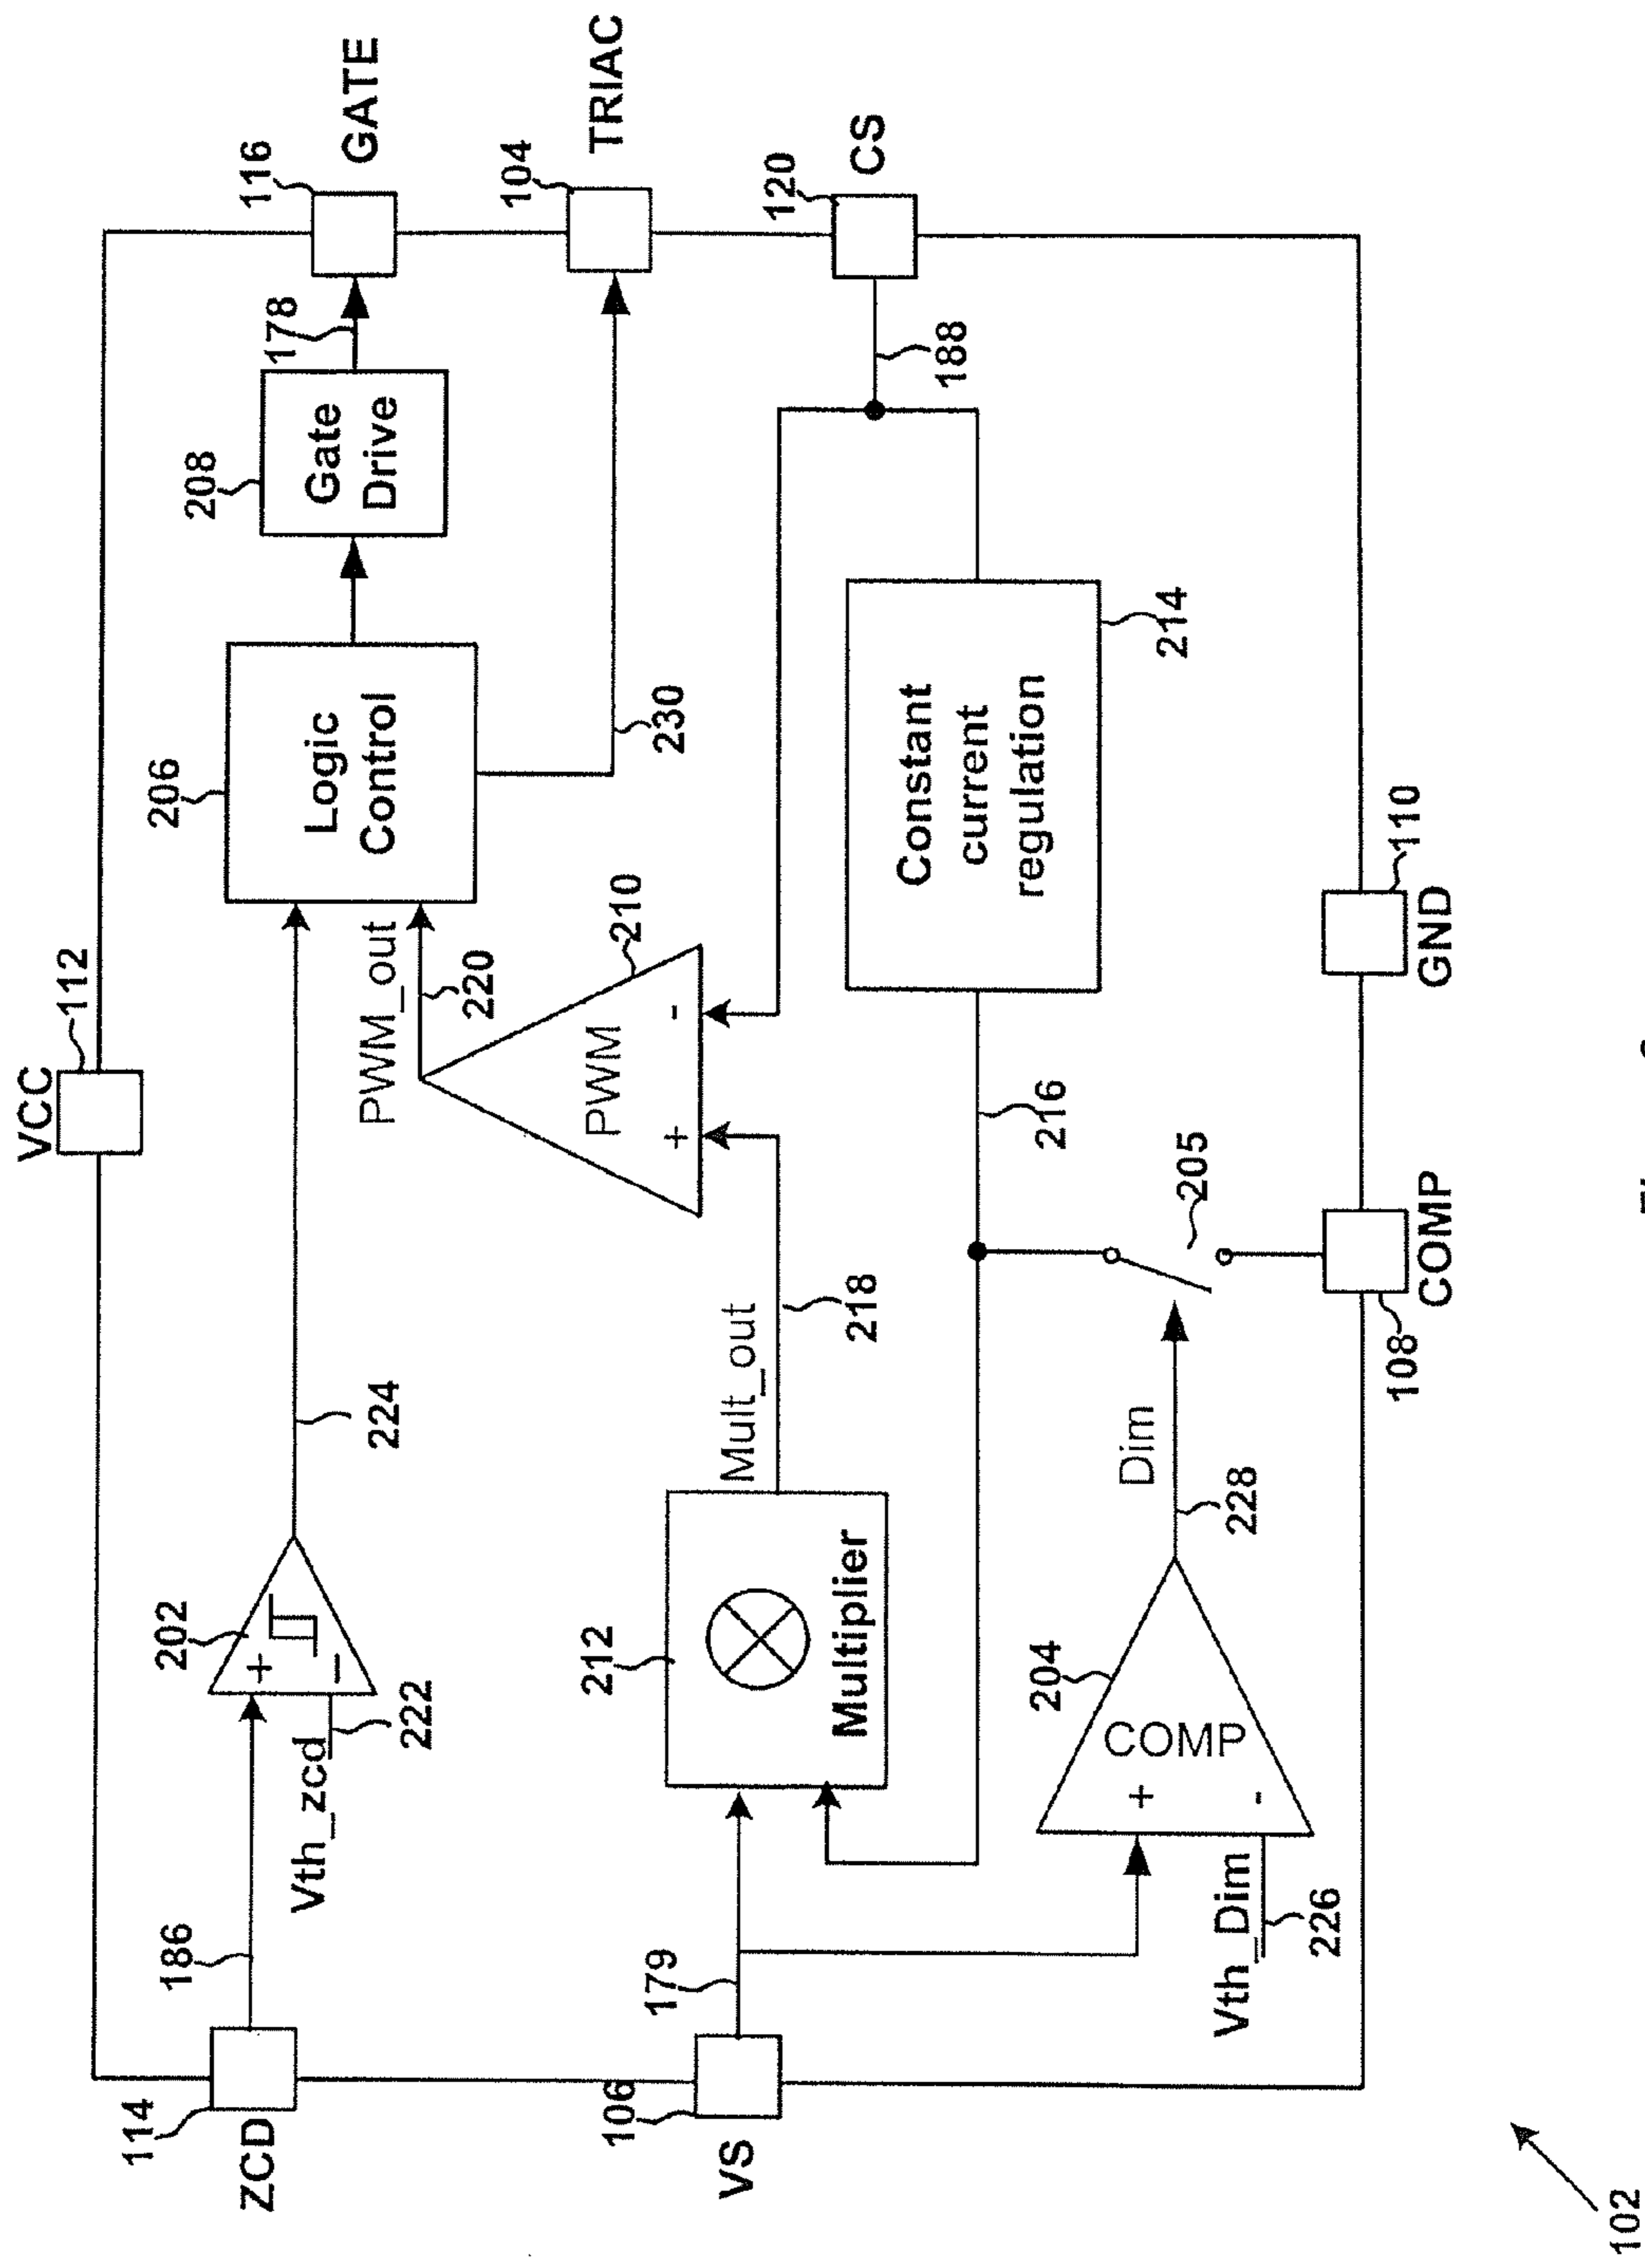 VCC
112
114
ZCD
186
Vth_zcd
222
+
-
202
224
206
Logic
Control
208
Gate
Drive
178
116
GATE
230
104
TRIAC
PWM_out
220
210
PWM
+
-
106
VS
179
212
Multiplier
Mult_out
218
188
120
CS
Constant
current
regulation
214
216
205
Vth_Dim
226
COMP
+
-
204
Dim
228
108
COMP
110
GND
102